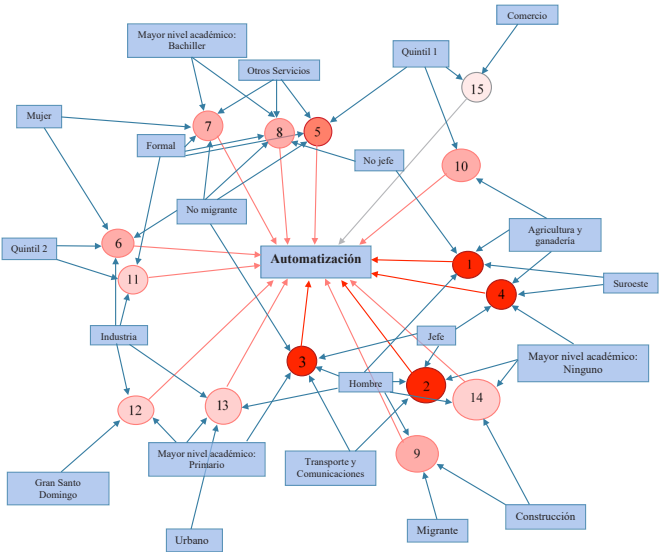 Comercio
Mayor nivel académico:
Bachiller
Quintil 1
Otros Servicios
15
Mujer
7
8
5
Formal
No jefe
10
No migrante
Agricultura y
ganadería
Quintil 2
6
Automatización
1
11
4
Suroeste
Industria
Jefe
3
Mayor nivel académico:
Ninguno
Hombre
2
12
13
14
Mayor nivel académico:
Primario
9
Gran Santo
Domingo
Transporte y
Comunicaciones
Construcción
Migrante
Urbano